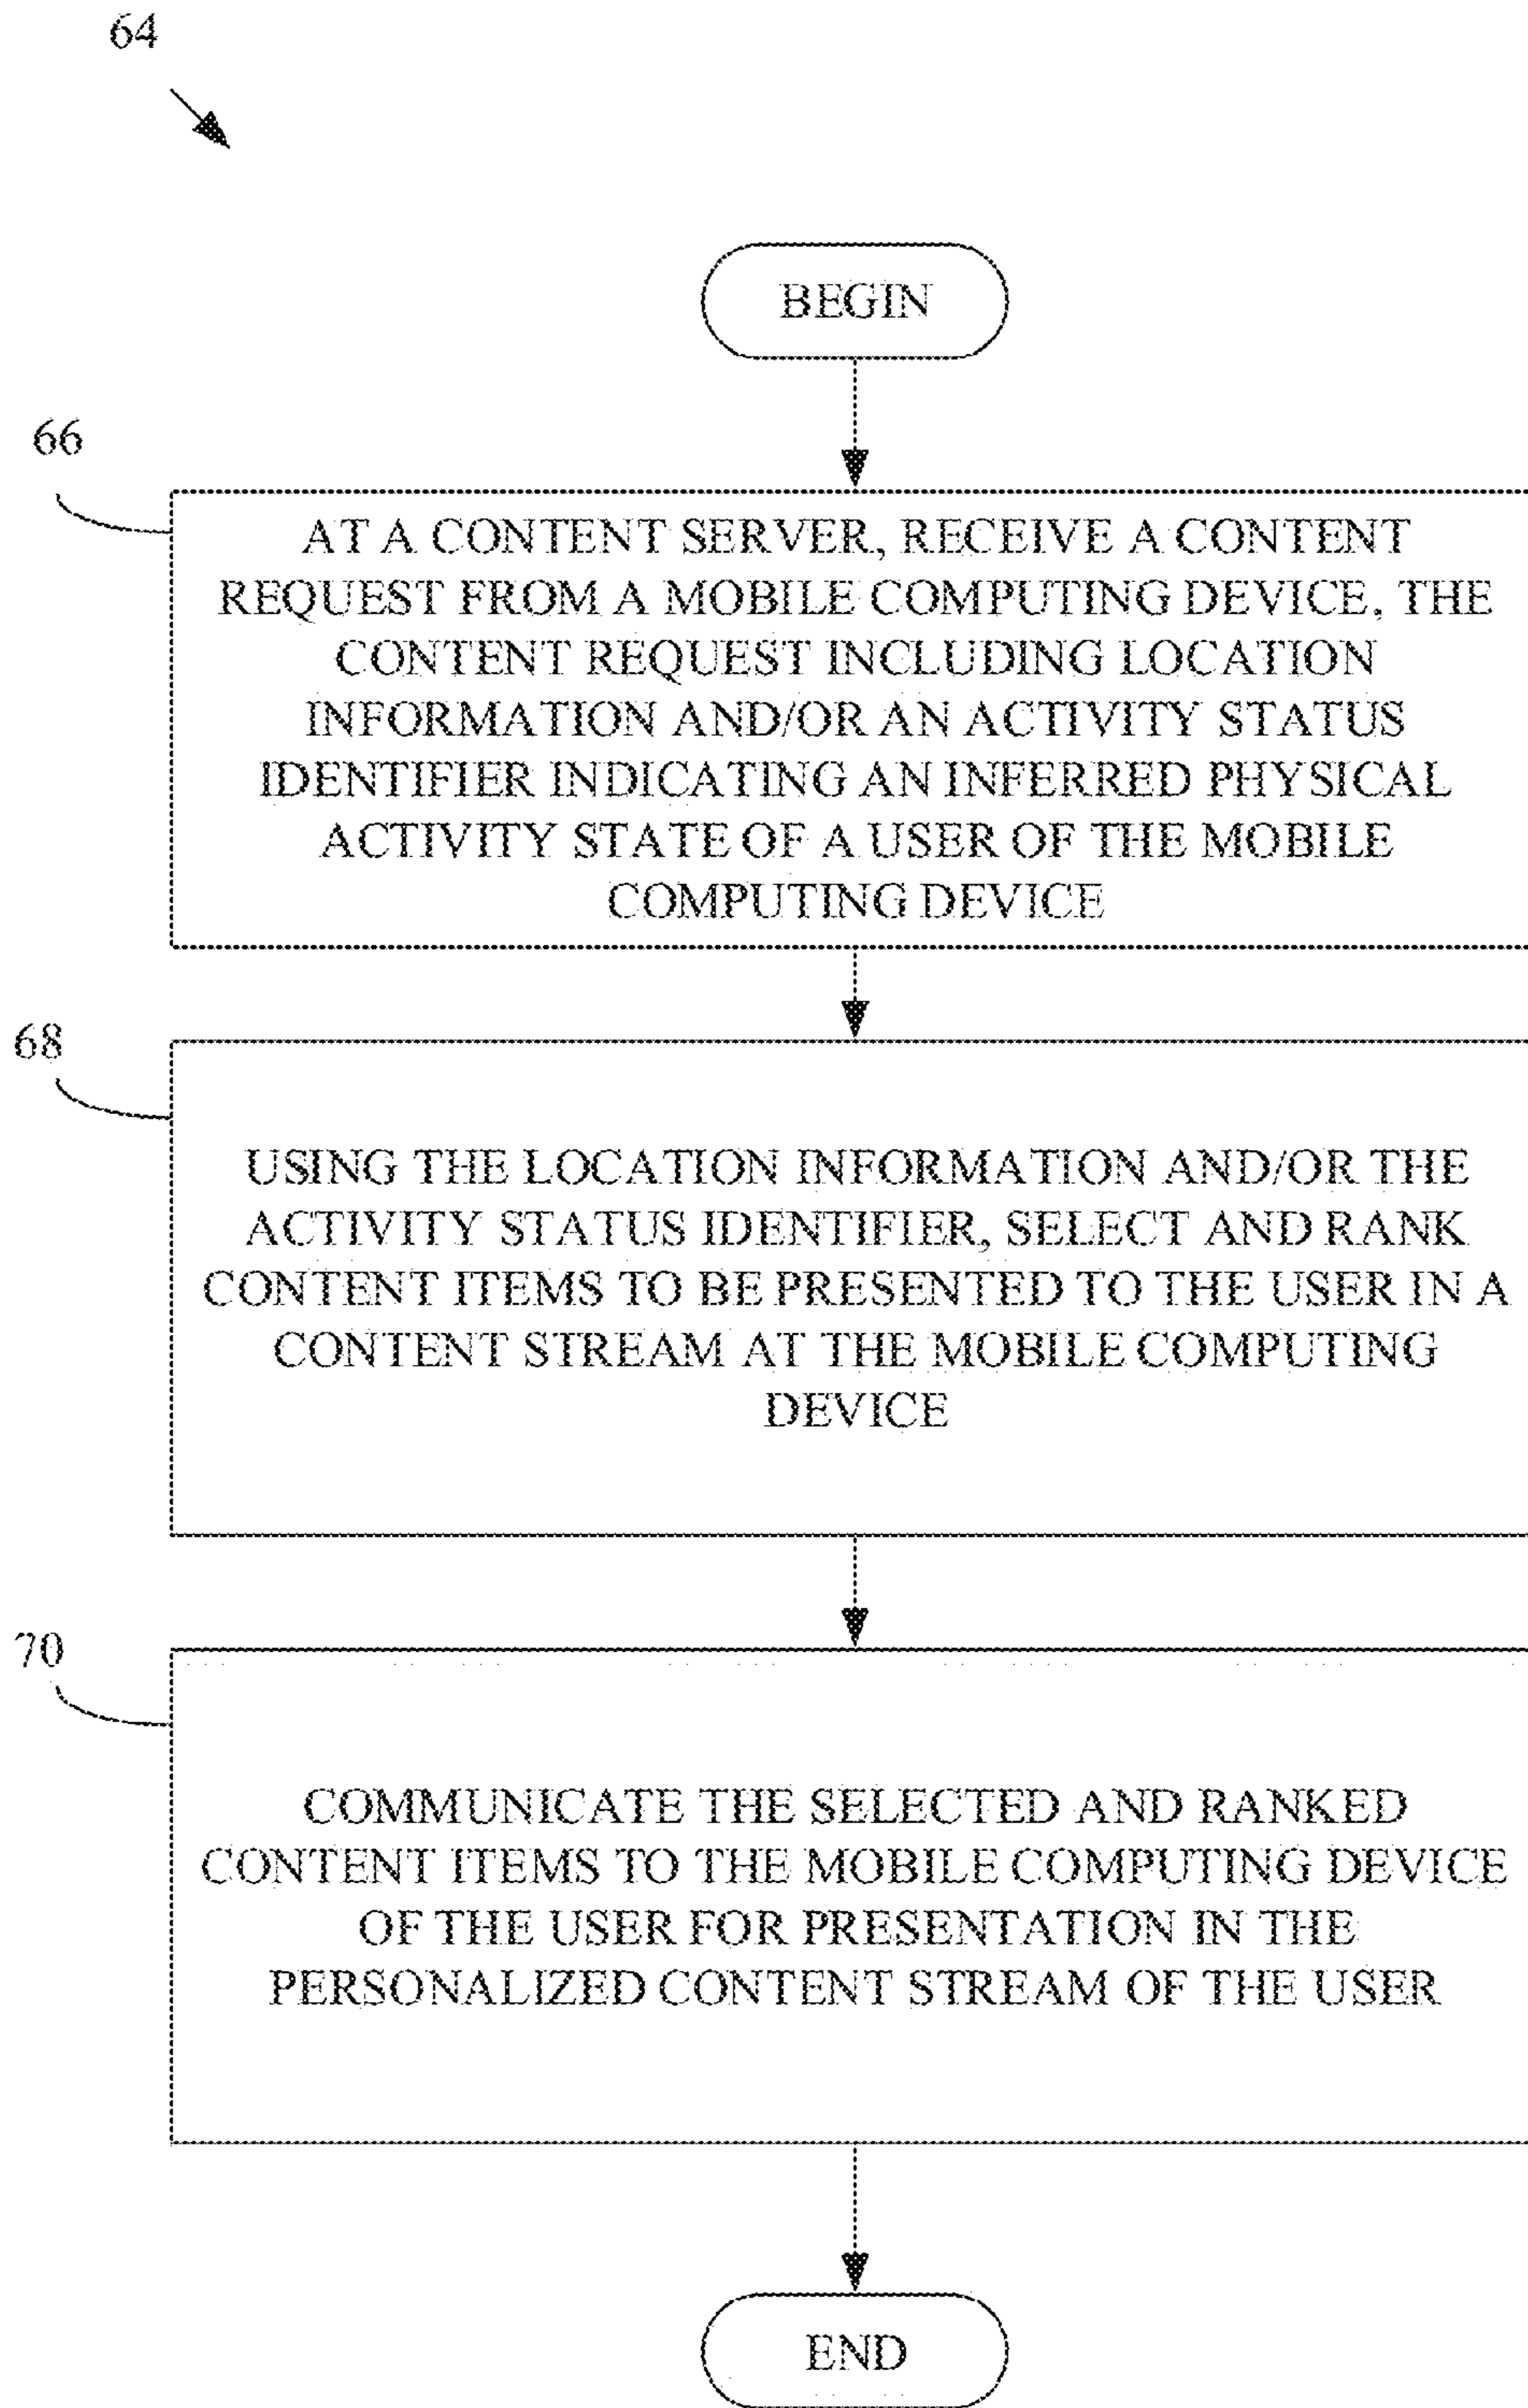 64
BEGIN
66
AT A CONTENT SERVER, RECEIVE A CONTENT
REQUEST FROM A MOBILE COMPUTING DEVICE, THE
CONTENT REQUEST INCLUDING LOCATION
INFORMATION AND/OR AN ACTIVITY STATUS
IDENTIFIER INDICATING AN INFERRED PHYSICAL
ACTIVITY STATE OF A USER OF THE MOBILE
COMPUTING DEVICE
68
USING THE LOCATION INFORMATION AND/OR THE
ACTIVITY STATUS IDENTIFIER, SELECT AND RANK
CONTENT ITEMS TO BE PRESENTED TO THE USER IN A
CONTENT STREAM AT THE MOBILE COMPUTING
DEVICE
70
COMMUNICATE THE SELECTED AND RANKED
CONTENT ITEMS TO THE MOBILE COMPUTING DEVICE
OF THE USER FOR PRESENTATION IN THE
PERSONALIZED CONTENT STREAM OF THE USER
END